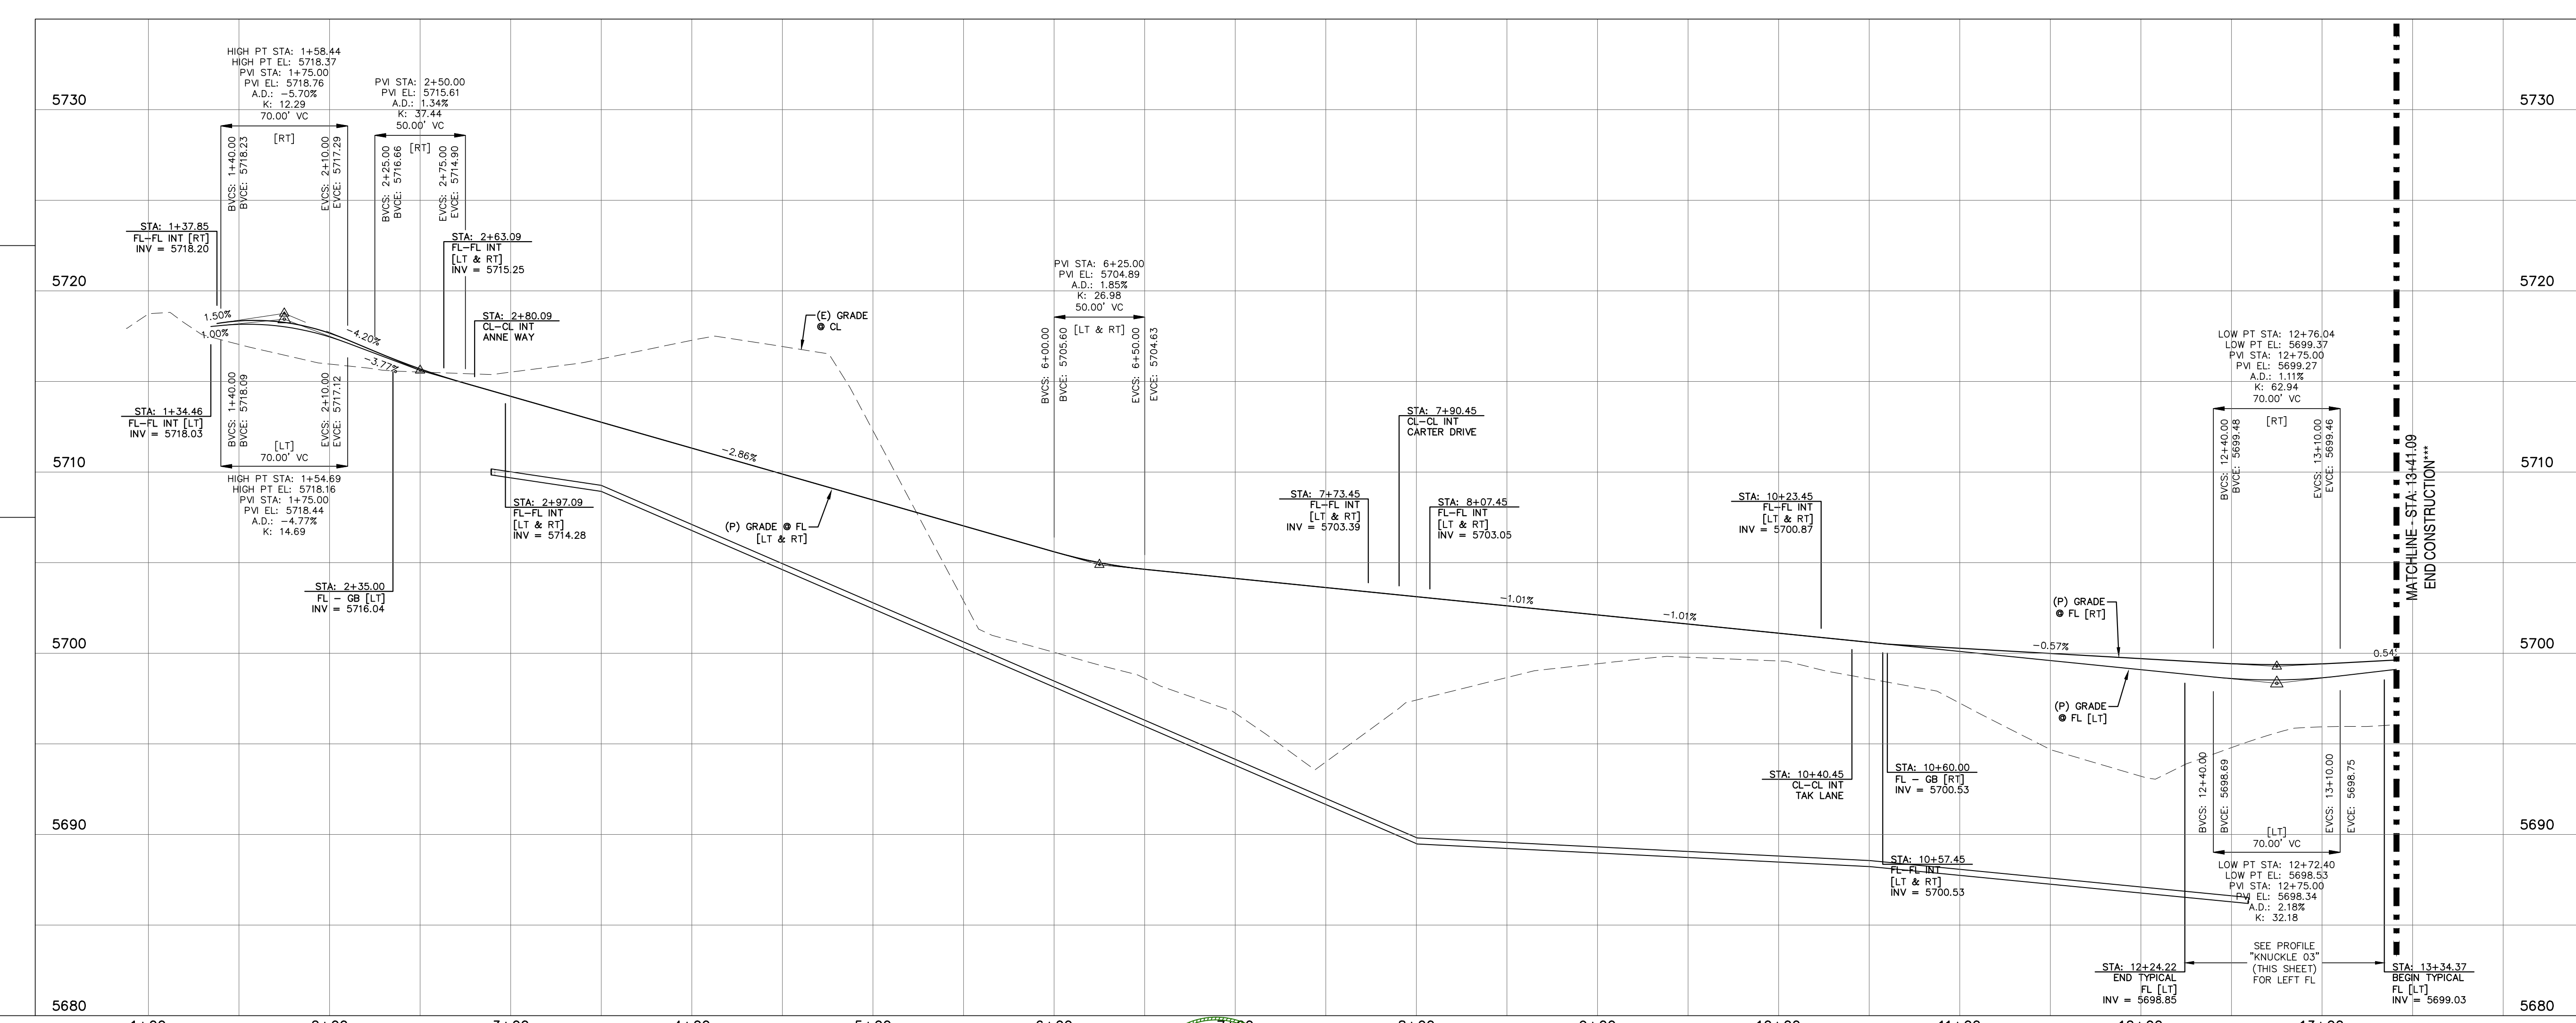 HIGH PT STA: 1+58.44
HIGH PT EL: 5718.37
PVI STA: 1+75.00
PVI EL: 5718.76
A.D.: -5.70%
K: 12.29
70.00' VC
[RT]
BVCS: 1+40.00
BVCE: 5718.23
EVCS: 2+10.00
EVCE: 5717.29
PVI STA: 2+50.00
PVI EL: 5715.61
A.D.: 1.34%
K: 37.44
50.00' VC
[RT]
BVCS: 2+25.00
BVCE: 5716.66
EVCS: 2+75.00
EVCE: 5714.90
5730
5730
STA: 1+37.85
FL-FL INT [RT]
INV = 5718.20
STA: 2+63.09
FL-FL INT
[LT & RT]
INV = 5715.25
PVI STA: 6+25.00
PVI EL: 5704.89
A.D.: 1.85%
K: 26.98
50.00' VC
[LT & RT]
BVCS: 6+00.00
BVCE: 5705.60
EVCS: 6+50.00
EVCE: 5704.63
5720
5720
1.50%
1.00%
-4.20%
-3.77%
STA: 2+80.09
CL-CL INT
ANNE WAY
(E) GRADE
@ CL
LOW PT STA: 12+76.04
LOW PT EL: 5699.37
PVI STA: 12+75.00
PVI EL: 5699.27
A.D.: 1.11%
K: 62.94
70.00' VC
[RT]
BVCS: 12+40.00
BVCE: 5699.48
EVCS: 13+10.00
EVCE: 5699.46
STA: 1+34.46
FL-FL INT [LT]
INV = 5718.03
BVCS: 1+40.00
BVCE: 5718.09
EVCS: 2+10.00
EVCE: 5717.12
[LT]
70.00' VC
HIGH PT STA: 1+54.69
HIGH PT EL: 5718.16
PVI STA: 1+75.00
PVI EL: 5718.44
A.D.: -4.77%
K: 14.69
STA: 7+90.45
CL-CL INT
CARTER DRIVE
MATCHLINE - STA: 13+41.09
END CONSTRUCTION***
5710
5710
-2.86%
STA: 2+97.09
FL-FL INT
[LT & RT]
INV = 5714.28
(P) GRADE @ FL
[LT & RT]
STA: 7+73.45
FL-FL INT
[LT & RT]
INV = 5703.39
STA: 8+07.45
FL-FL INT
[LT & RT]
INV = 5703.05
STA: 10+23.45
FL-FL INT
[LT & RT]
INV = 5700.87
STA: 2+35.00
FL - GB [LT]
INV = 5716.04
-1.01%
-1.01%
(P) GRADE
@ FL [RT]
5700
5700
-0.57%
0.54
(P) GRADE
@ FL [LT]
STA: 10+40.45
CL-CL INT
TAK LANE
STA: 10+60.00
FL - GB [RT]
INV = 5700.53
BVCS: 12+40.00
BVCE: 5698.69
EVCS: 13+10.00
EVCE: 5698.75
5690
5690
[LT]
70.00' VC
STA: 10+57.45
FL-FL INT
[LT & RT]
INV = 5700.53
LOW PT STA: 12+72.40
LOW PT EL: 5698.53
PVI STA: 12+75.00
PVI EL: 5698.34
A.D.: 2.18%
K: 32.18
SEE PROFILE
"KNUCKLE 03"
(THIS SHEET)
FOR LEFT FL
STA: 12+24.22
END TYPICAL
FL [LT]
INV = 5698.85
STA: 13+34.37
BEGIN TYPICAL
FL [LT]
INV = 5699.03
5680
5680